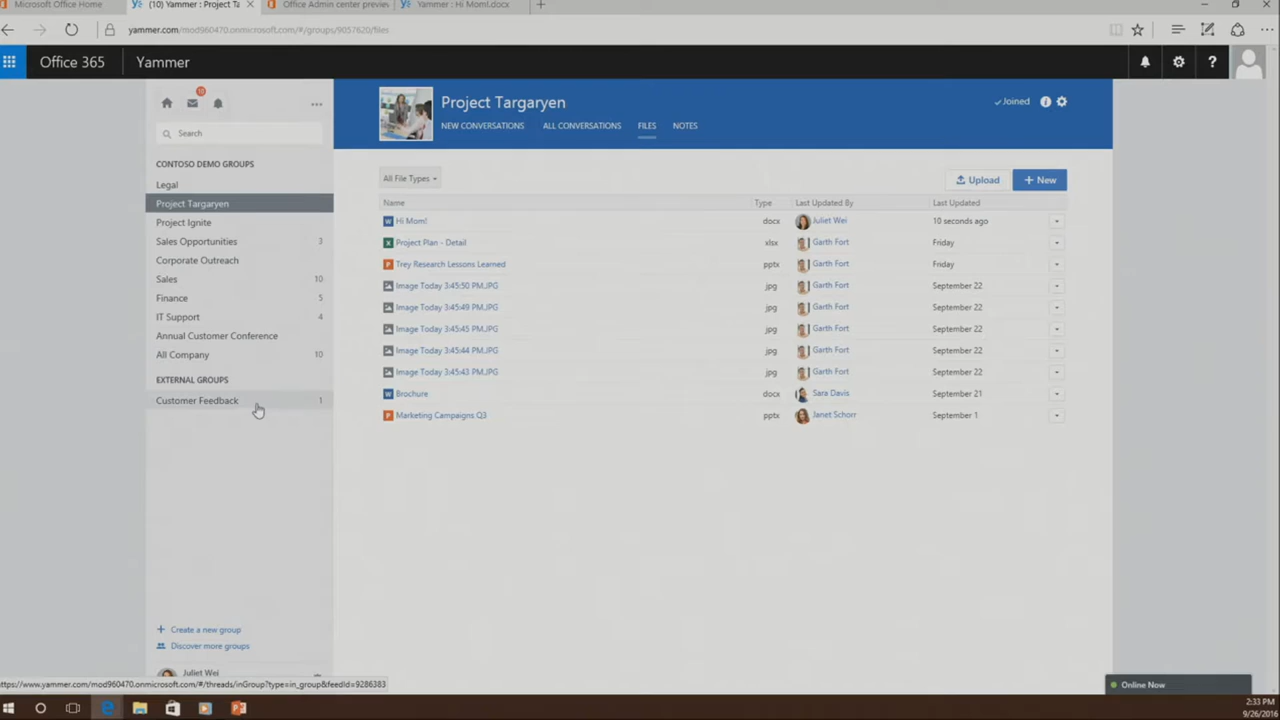 Microsoft Office Home
(10) Yammer : Project Ta
Office Admin center preview
Yammer : Hi Mom!.docx
yammer.com/mod960470.onmicrosoft.com/#/groups/9057620/files
Office 365
Yammer
?
10
Search
CONTOSO DEMO GROUPS
Legal
Project Targaryen
Project Ignite
Sales Opportunities 3
Corporate Outreach
Sales 10
Finance 5
IT Support 4
Annual Customer Conference
All Company 10
EXTERNAL GROUPS
Customer Feedback 1
+ Create a new group
Discover more groups
Juliet Wei
Project Targaryen
Joined
NEW CONVERSATIONS ALL CONVERSATIONS FILES NOTES
All File Types
Upload
+ New
Name Type Last Updated By Last Updated
Hi Mom! docx Juliet Wei 10 seconds ago
Project Plan - Detail xlsx Garth Fort Friday
Trey Research Lessons Learned pptx Garth Fort Friday
Image Today 3:45:50 PM.JPG jpg Garth Fort September 22
Image Today 3:45:49 PM.JPG jpg Garth Fort September 22
Image Today 3:45:45 PM.JPG jpg Garth Fort September 22
Image Today 3:45:44 PM.JPG jpg Garth Fort September 22
Image Today 3:45:43 PM.JPG jpg Garth Fort September 22
Brochure docx Sara Davis September 21
Marketing Campaigns Q3 pptx Janet Schorr September 1
https://www.yammer.com/mod960470.onmicrosoft.com/#/threads/inGroup?type=in_group&feedId=9286383
Online Now
2:33 PM
9/26/2016